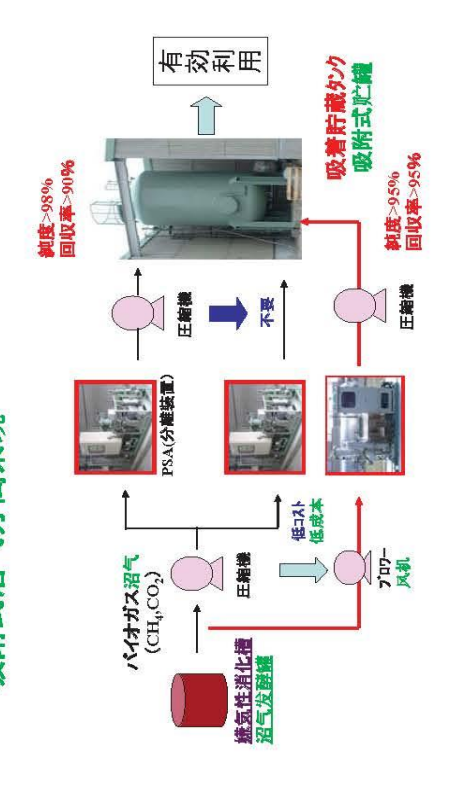 有効利用
純度>98%
回収率>90%
圧縮機
吸着貯蔵タンク
吸附式贮罐
不要
PSA(分離装置)
純度>95%
回収率>95%
圧縮機
バイオガス沼气
(CH₄,CO₂)
圧縮機
低コスト
低成本
ブロワー
风机
嫌気性消化槽
沼气发酵罐